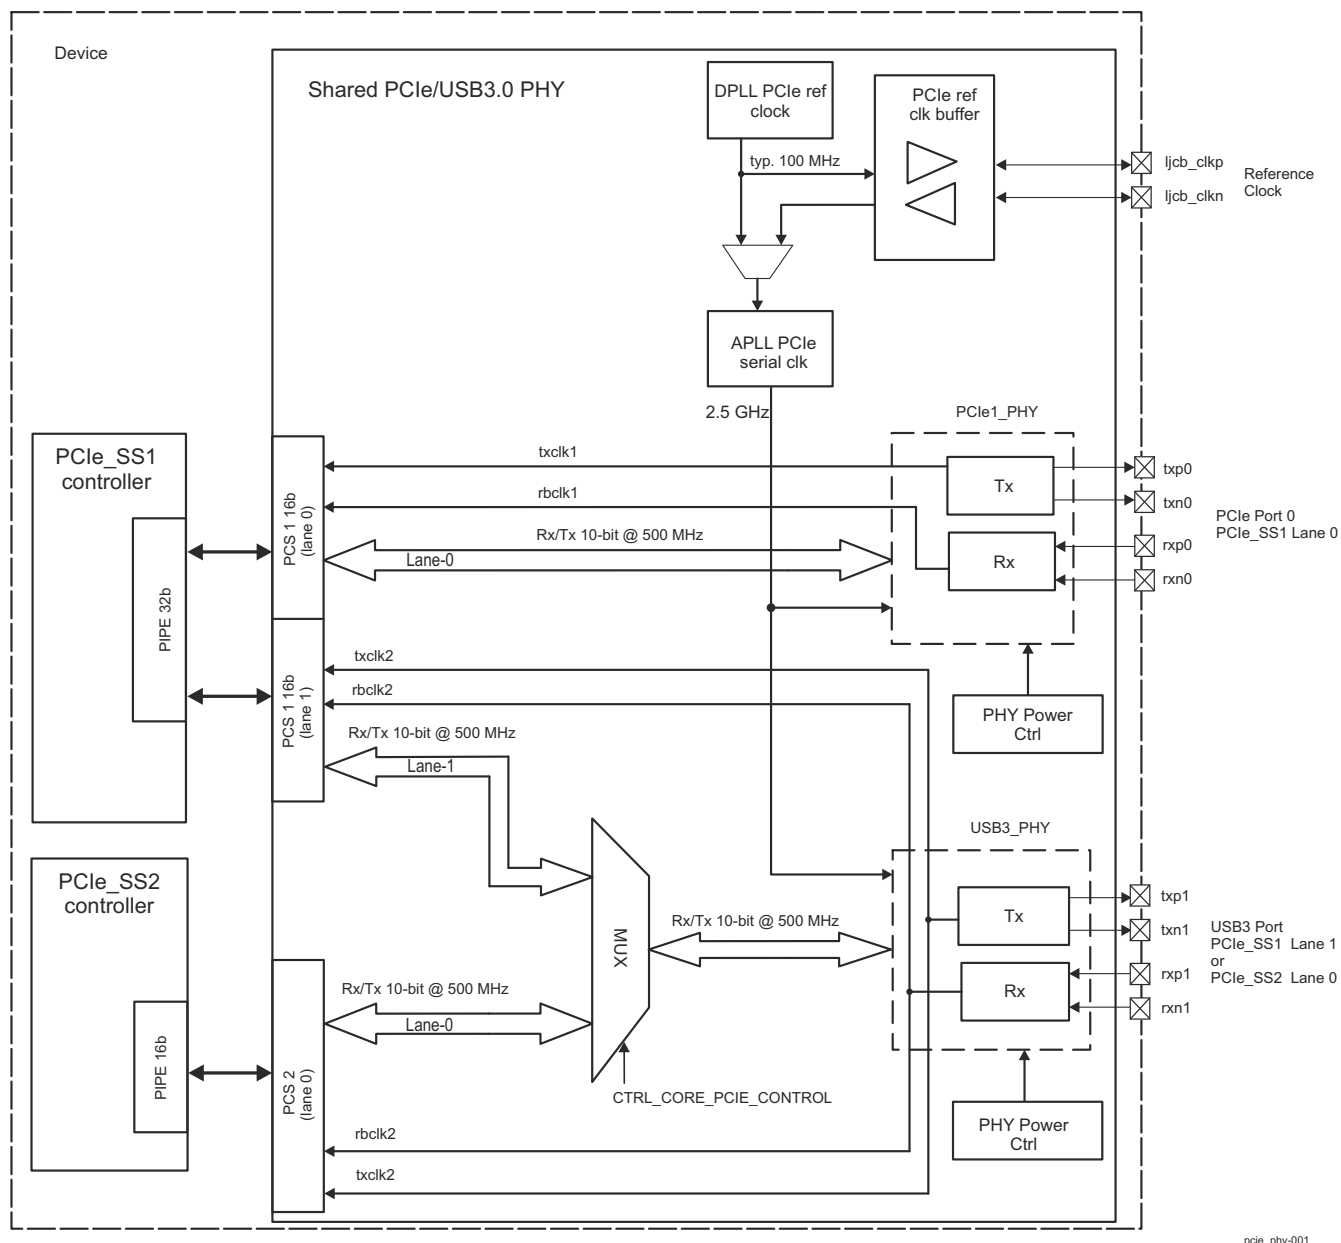 Device
Shared PCIe/USB3.0 PHY
DPLL PCIe ref
clock
PCIe ref
clk buffer
typ. 100 MHz
ljcb_clkp
ljcb_clkn
Reference
Clock
APLL PCIe
serial clk
2.5 GHz
PCIe1_PHY
PCIe_SS1
controller
PIPE 32b
PCS 1 16b
(lane 0)
txclk1
rbclk1
Rx/Tx 10-bit @ 500 MHz
Lane-0
Tx
Rx
txp0
txn0
rxp0
rxn0
PCIe Port 0
PCIe_SS1 Lane 0
PCS 1 16b
(lane 1)
txclk2
rbclk2
Rx/Tx 10-bit @ 500 MHz
Lane-1
PHY Power
Ctrl
USB3_PHY
PCIe_SS2
controller
PIPE 16b
PCS 2
(lane 0)
Rx/Tx 10-bit @ 500 MHz
Lane-0
MUX
Rx/Tx 10-bit @ 500 MHz
CTRL_CORE_PCIE_CONTROL
Tx
Rx
txp1
txn1
rxp1
rxn1
USB3 Port
PCIe_SS1 Lane 1
or
PCIe_SS2 Lane 0
PHY Power
Ctrl
rbclk2
txclk2
pcie_phy-001